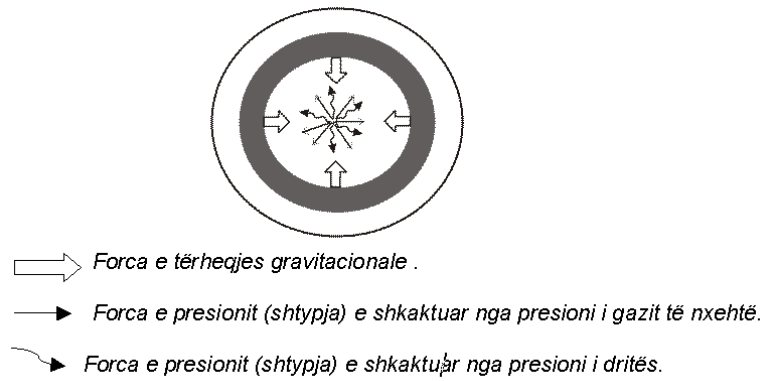 Forca e tërheqjes gravitacionale .
Forca e presionit (shtypja) e shkaktuar nga presioni i gazit të nxehtë.
Forca e presionit (shtypja) e shkaktuar nga presioni i dritës.